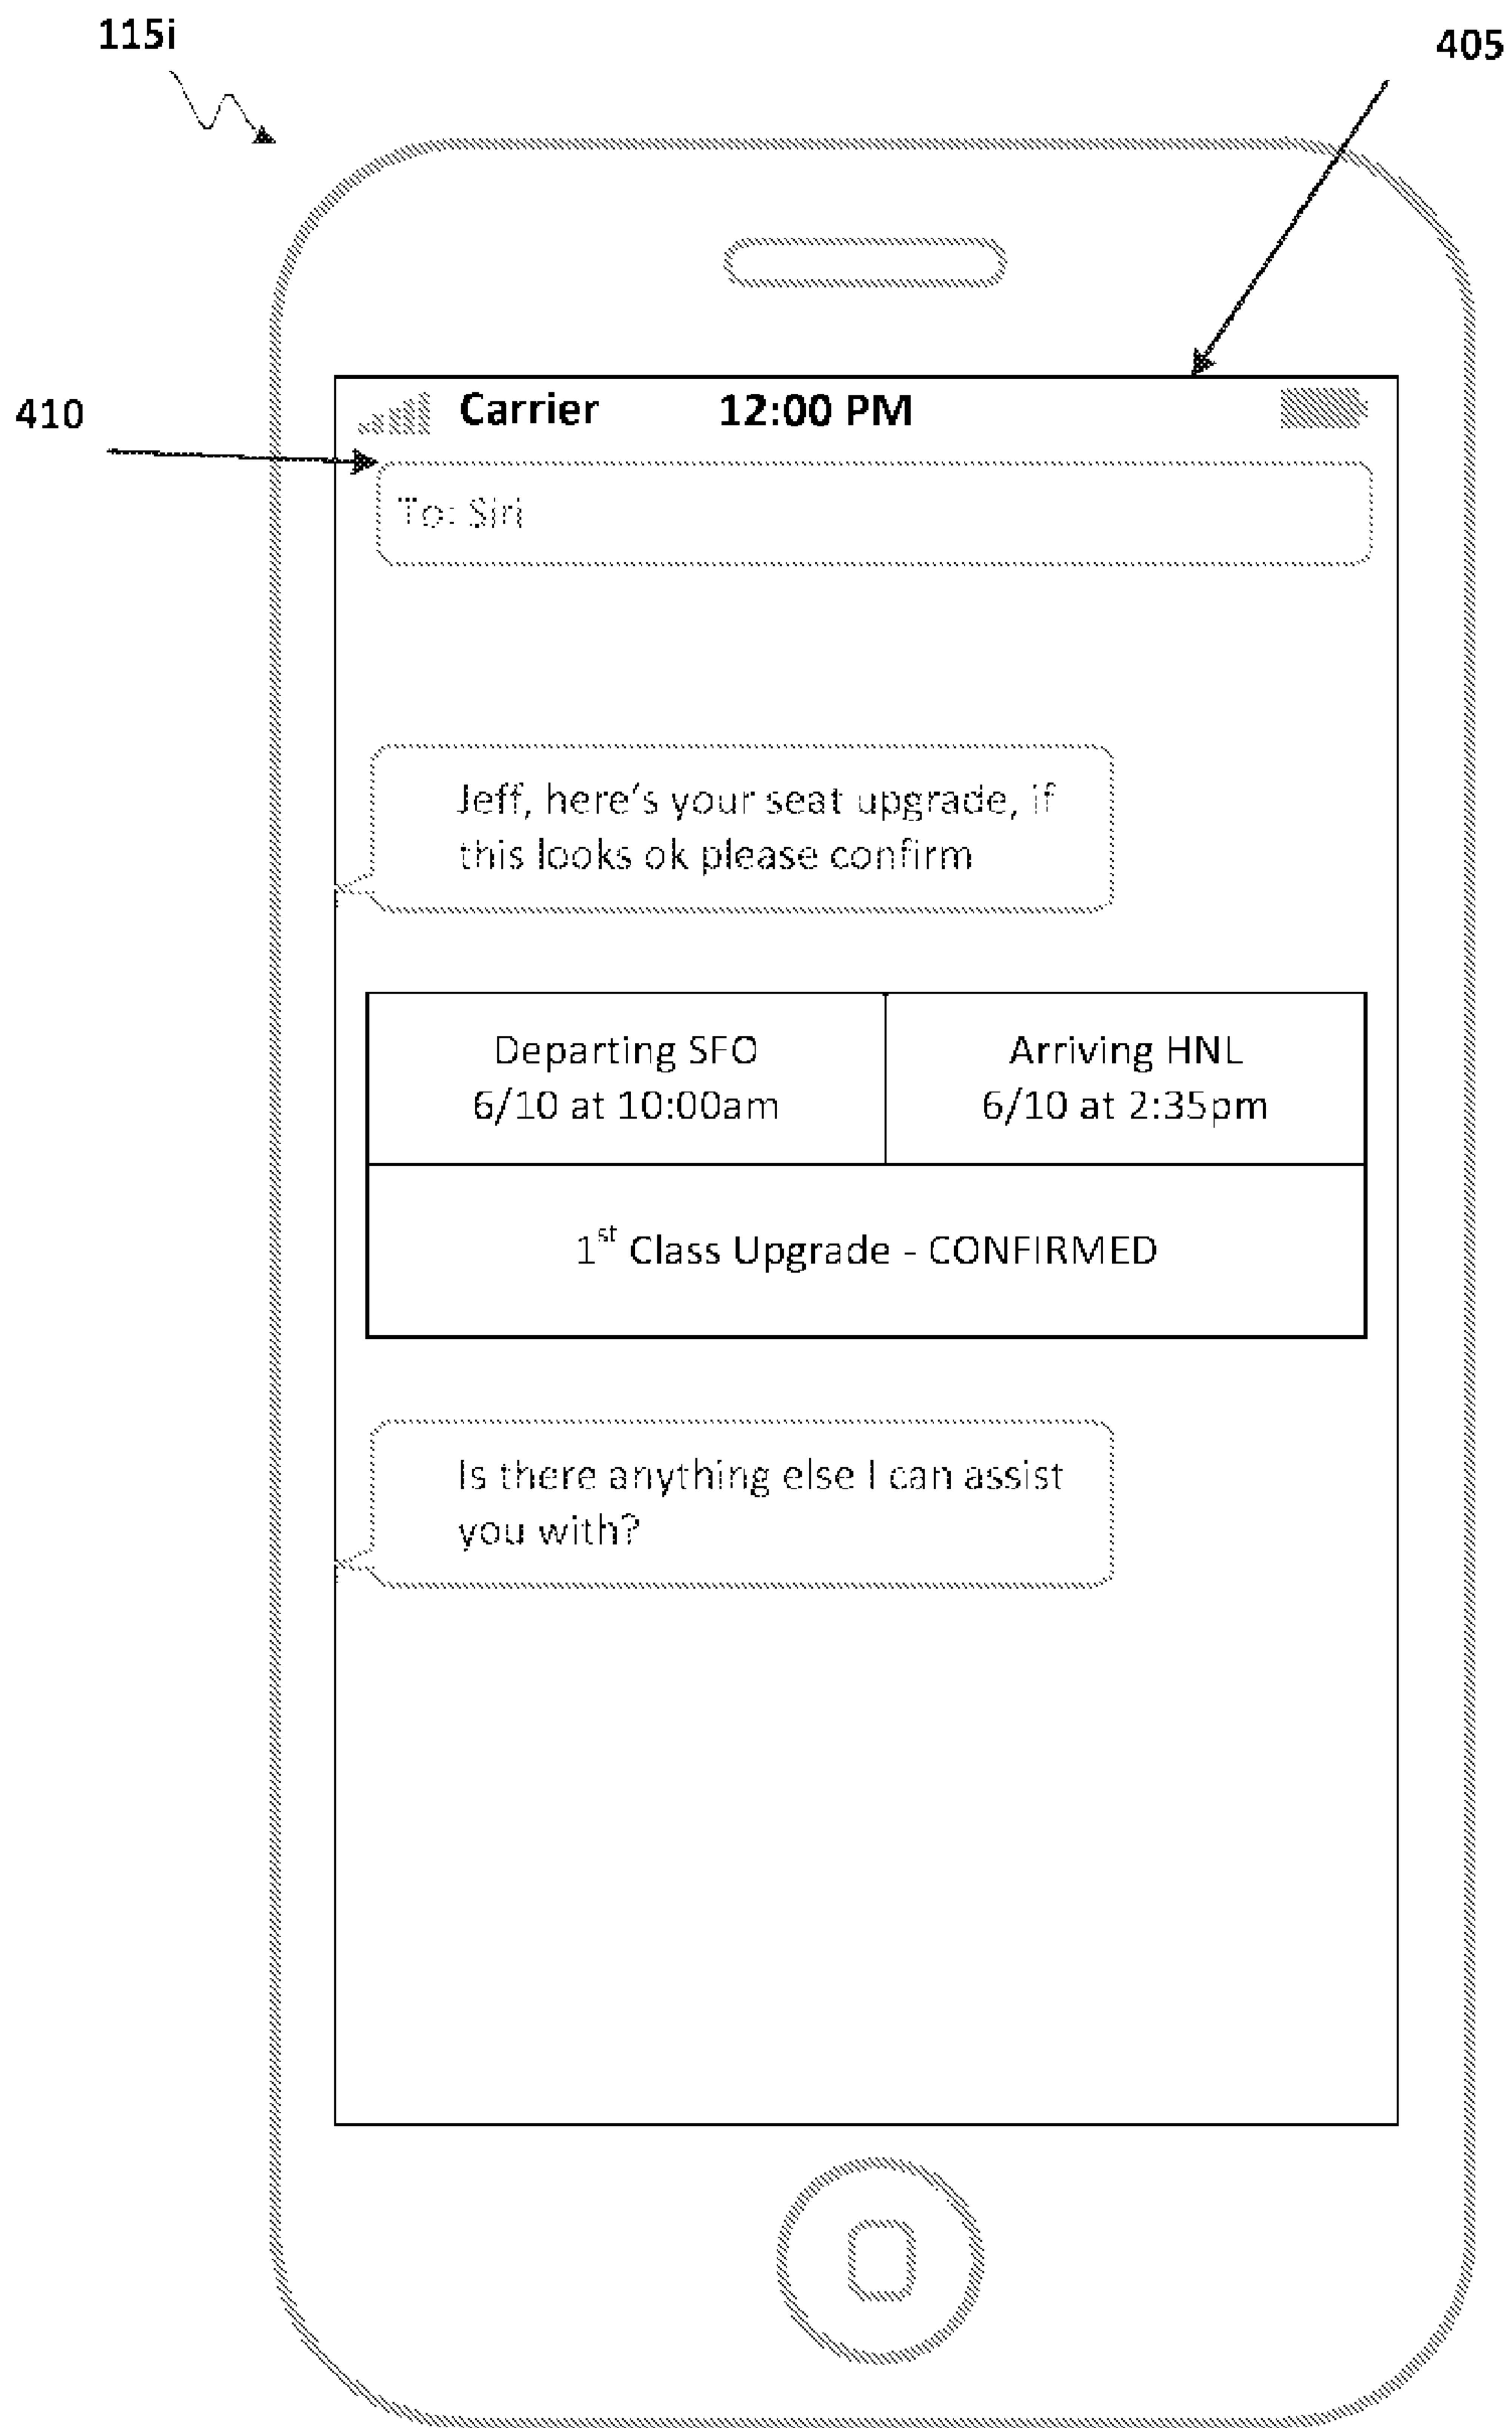 115i
405
410
Carrier 12:00 PM
To: Siri
Jeff, here's your seat upgrade, if
this looks ok please confirm
Departing SFO
6/10 at 10:00am
Arriving HNL
6/10 at 2:35pm
1st Class Upgrade - CONFIRMED
Is there anything else I can assist
you with?